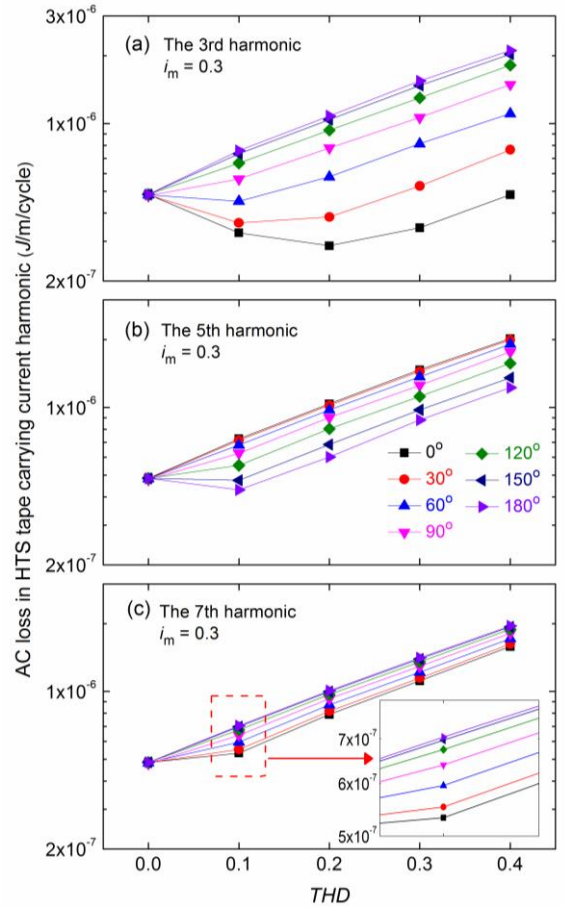 AC loss in HTS tape carrying current harmonic (J/m/cycle)
3x10⁻⁶
(a) The 3rd harmonic
iₘ = 0.3
1x10⁻⁶
2x10⁻⁷
(b) The 5th harmonic
iₘ = 0.3
1x10⁻⁶
0° 120°
30° 150°
60° 180°
90°
2x10⁻⁷
(c) The 7th harmonic
iₘ = 0.3
1x10⁻⁶
7x10⁻⁷
6x10⁻⁷
5x10⁻⁷
2x10⁻⁷
0.0 0.1 0.2 0.3 0.4
THD